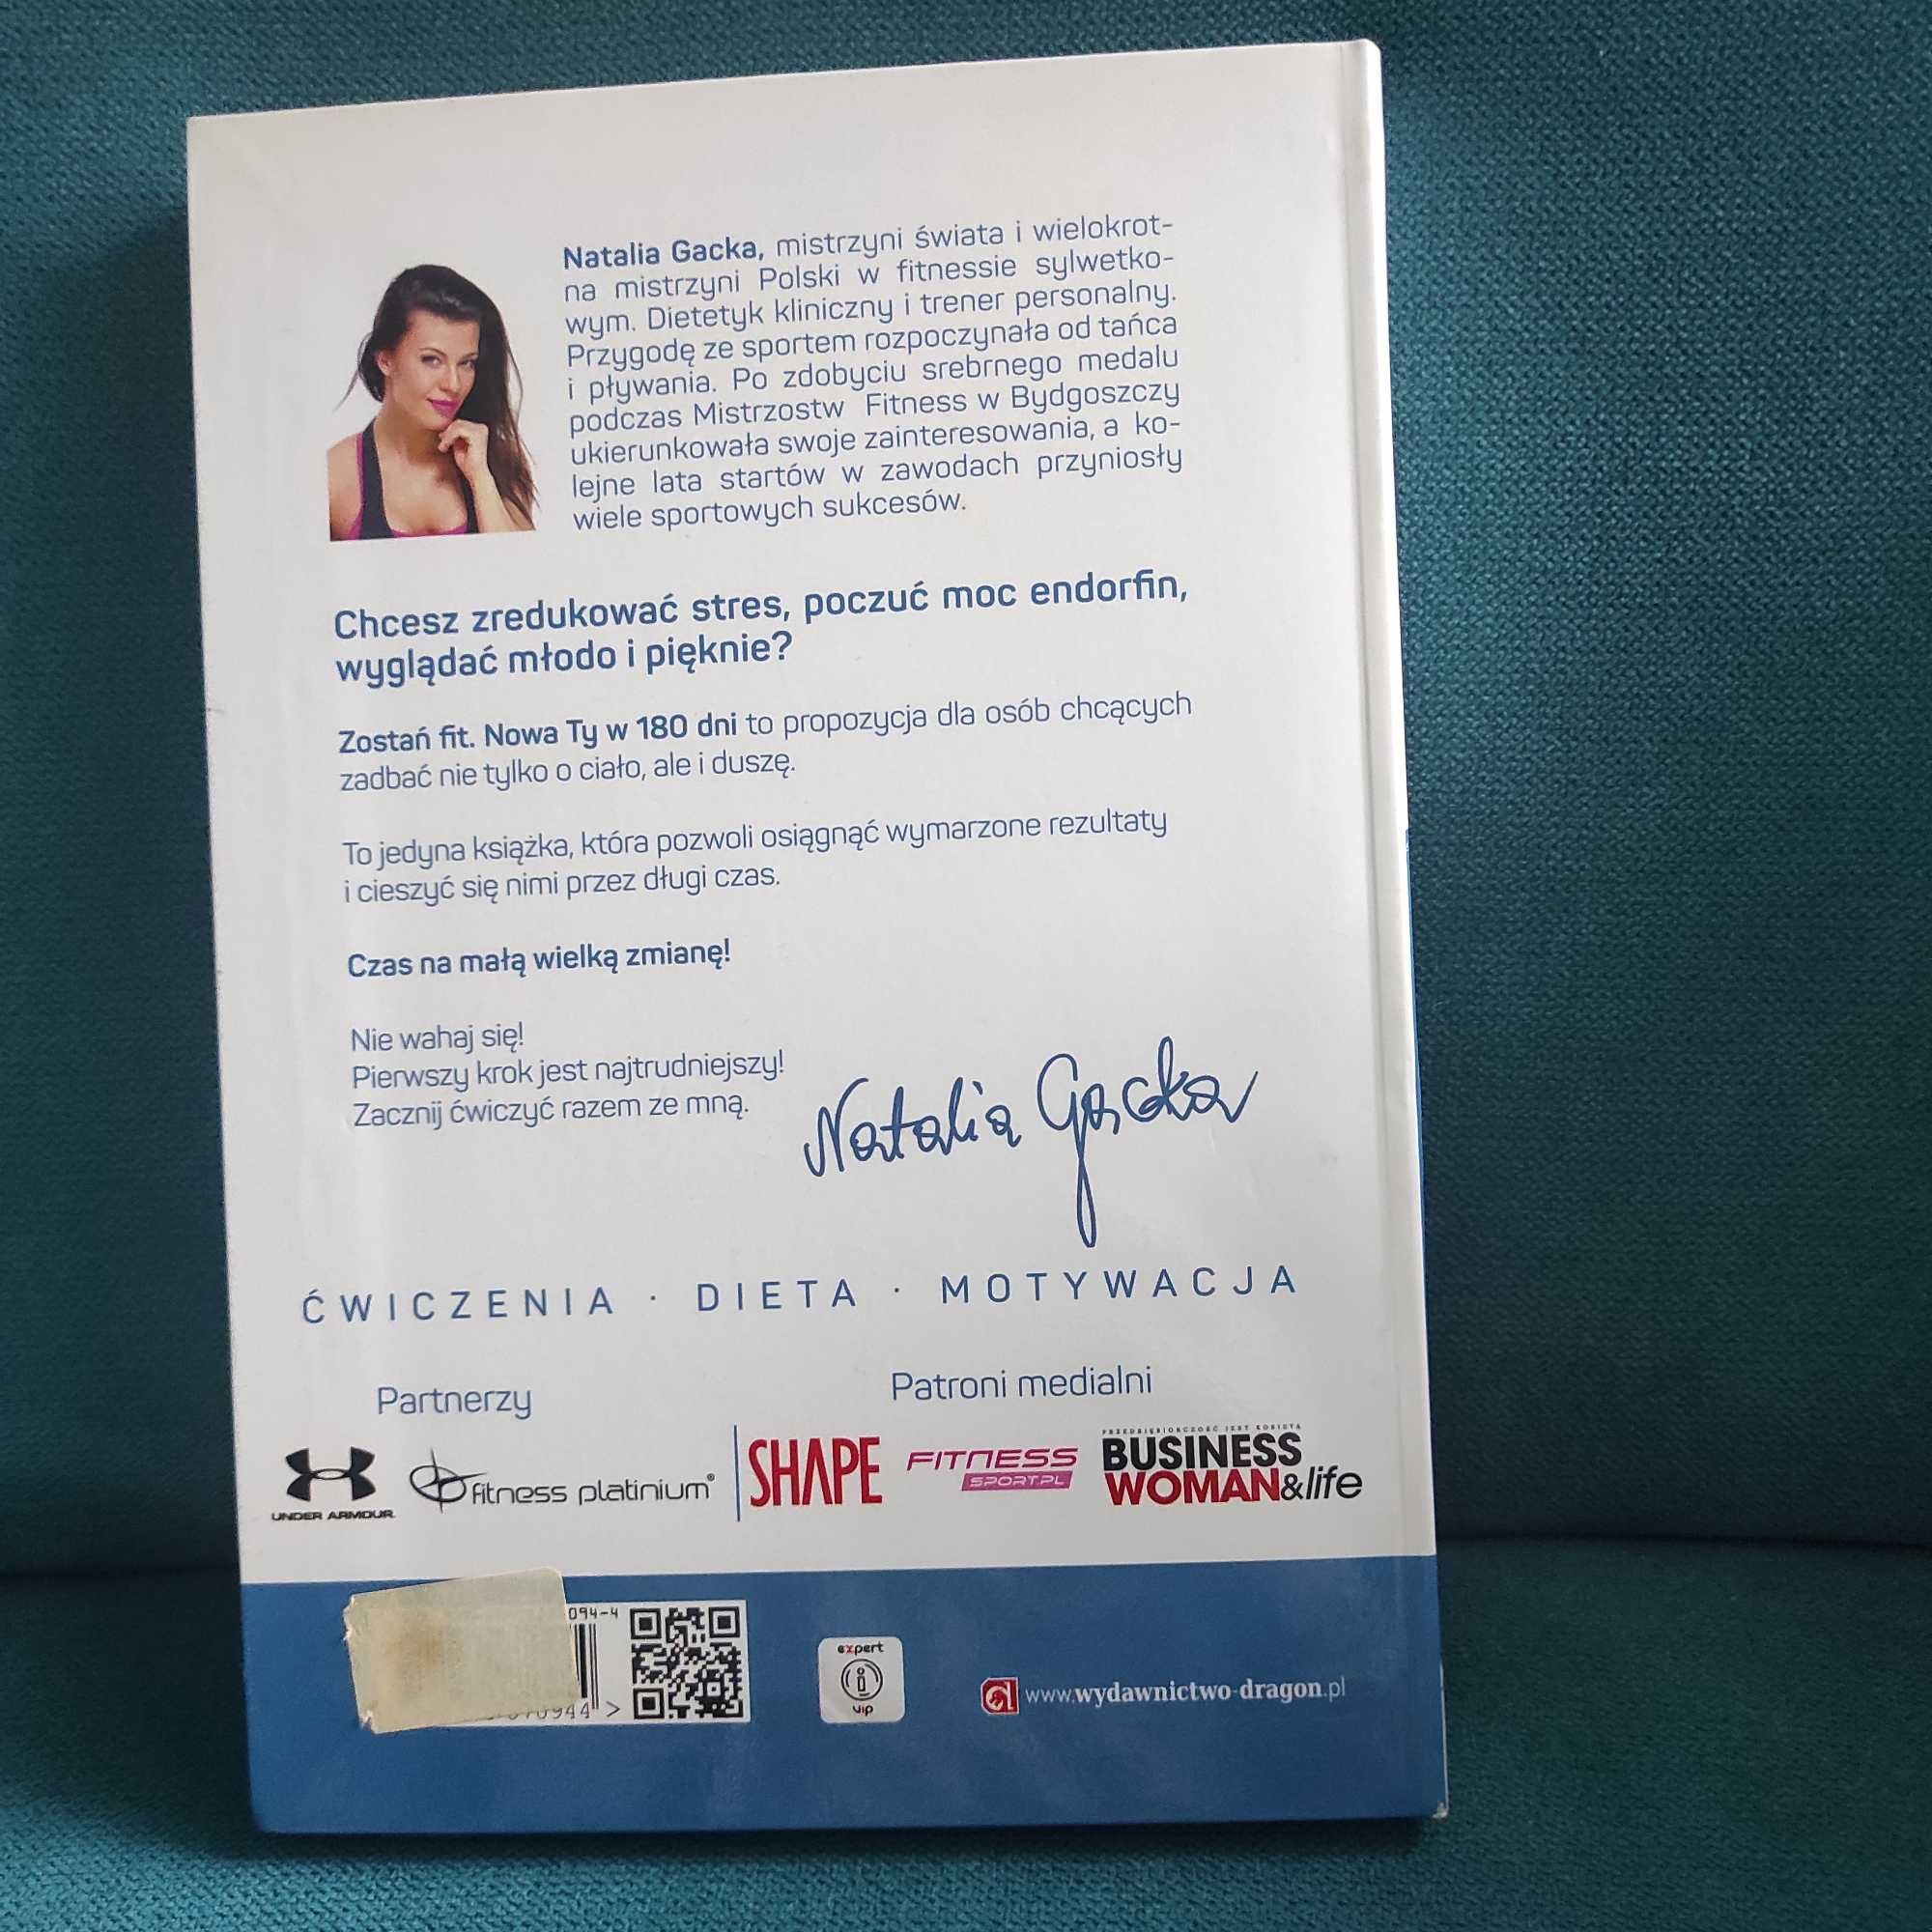 Natalia Gacka, mistrzyni świata i wielokrot-
na mistrzyni Polski w fitnessie sylwetko-
wym. Dietetyk kliniczny i trener personalny.
Przygodę ze sportem rozpoczynała od tańca
i pływania. Po zdobyciu srebrnego medalu
podczas Mistrzostw Fitness w Bydgoszczy
ukierunkowała swoje zainteresowania, a ko-
lejne lata startów w zawodach przyniosły
wiele sportowych sukcesów.
Chcesz zredukować stres, poczuć moc endorfin,
wyglądać młodo i pięknie?
Zostań fit. Nowa Ty w 180 dni to propozycja dla osób chcących
zadbać nie tylko o ciało, ale i duszę.
To jedyna książka, która pozwoli osiągnąć wymarzone rezultaty
i cieszyć się nimi przez długi czas.
Czas na małą wielką zmianę!
Nie wahaj się!
Pierwszy krok jest najtrudniejszy!
Zacznij ćwiczyć razem ze mną.
Natalia Gacka
ĆWICZENIA · DIETA · MOTYWACJA
Partnerzy
Patroni medialni
UNDER ARMOUR
fitness platinium®
SHAPE
FITNESS
SPORT.PL
PRZEDSIĘBIORCZOŚĆ JEST KOBIETĄ
BUSINESS
WOMAN&life
094-4
944 >
expert
vip
www.wydawnictwo-dragon.pl